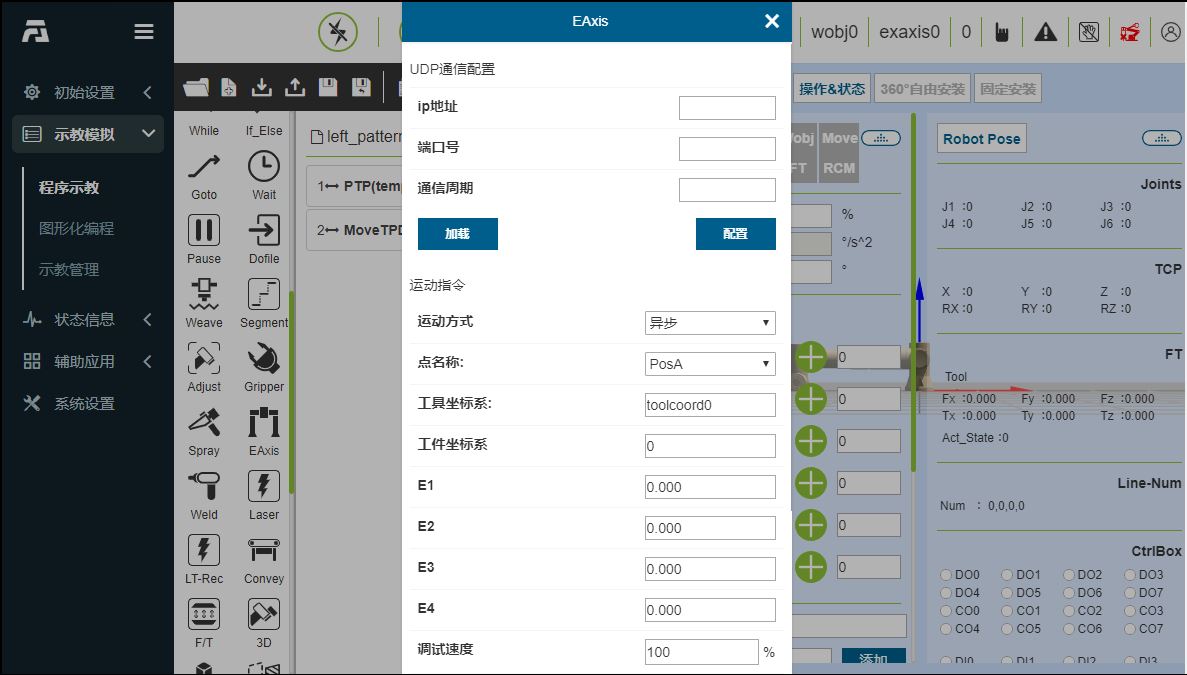 EAxis
wobj0
exaxis0
0
初始设置
示教模拟
程序示教
图形化编程
示教管理
状态信息
辅助应用
系统设置
While
If_Else
Goto
Wait
Pause
Dofile
Weave
Segment
Adjust
Gripper
Spray
EAxis
Weld
Laser
LT-Rec
Convey
F/T
3D
left_pattern
1 PTP(temp
2 MoveTPD
UDP通信配置
ip地址
端口号
通信周期
加载
配置
运动指令
运动方式
异步
点名称:
PosA
工具坐标系:
toolcoord0
工件坐标系
0
E1
0.000
E2
0.000
E3
0.000
E4
0.000
调试速度
100 %
操作&状态
360°自由安装
固定安装
Move
FT
RCM
%
°/s^2
°
0
0
0
0
0
0
添加
Robot Pose
Joints
J1 :0 J2 :0 J3 :0
J4 :0 J5 :0 J6 :0
TCP
X :0 Y :0 Z :0
RX :0 RY :0 RZ :0
FT
Tool
Fx :0.000 Fy :0.000 Fz :0.000
Tx :0.000 Ty :0.000 Tz :0.000
Act_State :0
Line-Num
Num : 0,0,0,0
CtrlBox
DO0 DO1 DO2 DO3
DO4 DO5 DO6 DO7
CO0 CO1 CO2 CO3
CO4 CO5 CO6 CO7
DI0 DI1 DI2 DI3